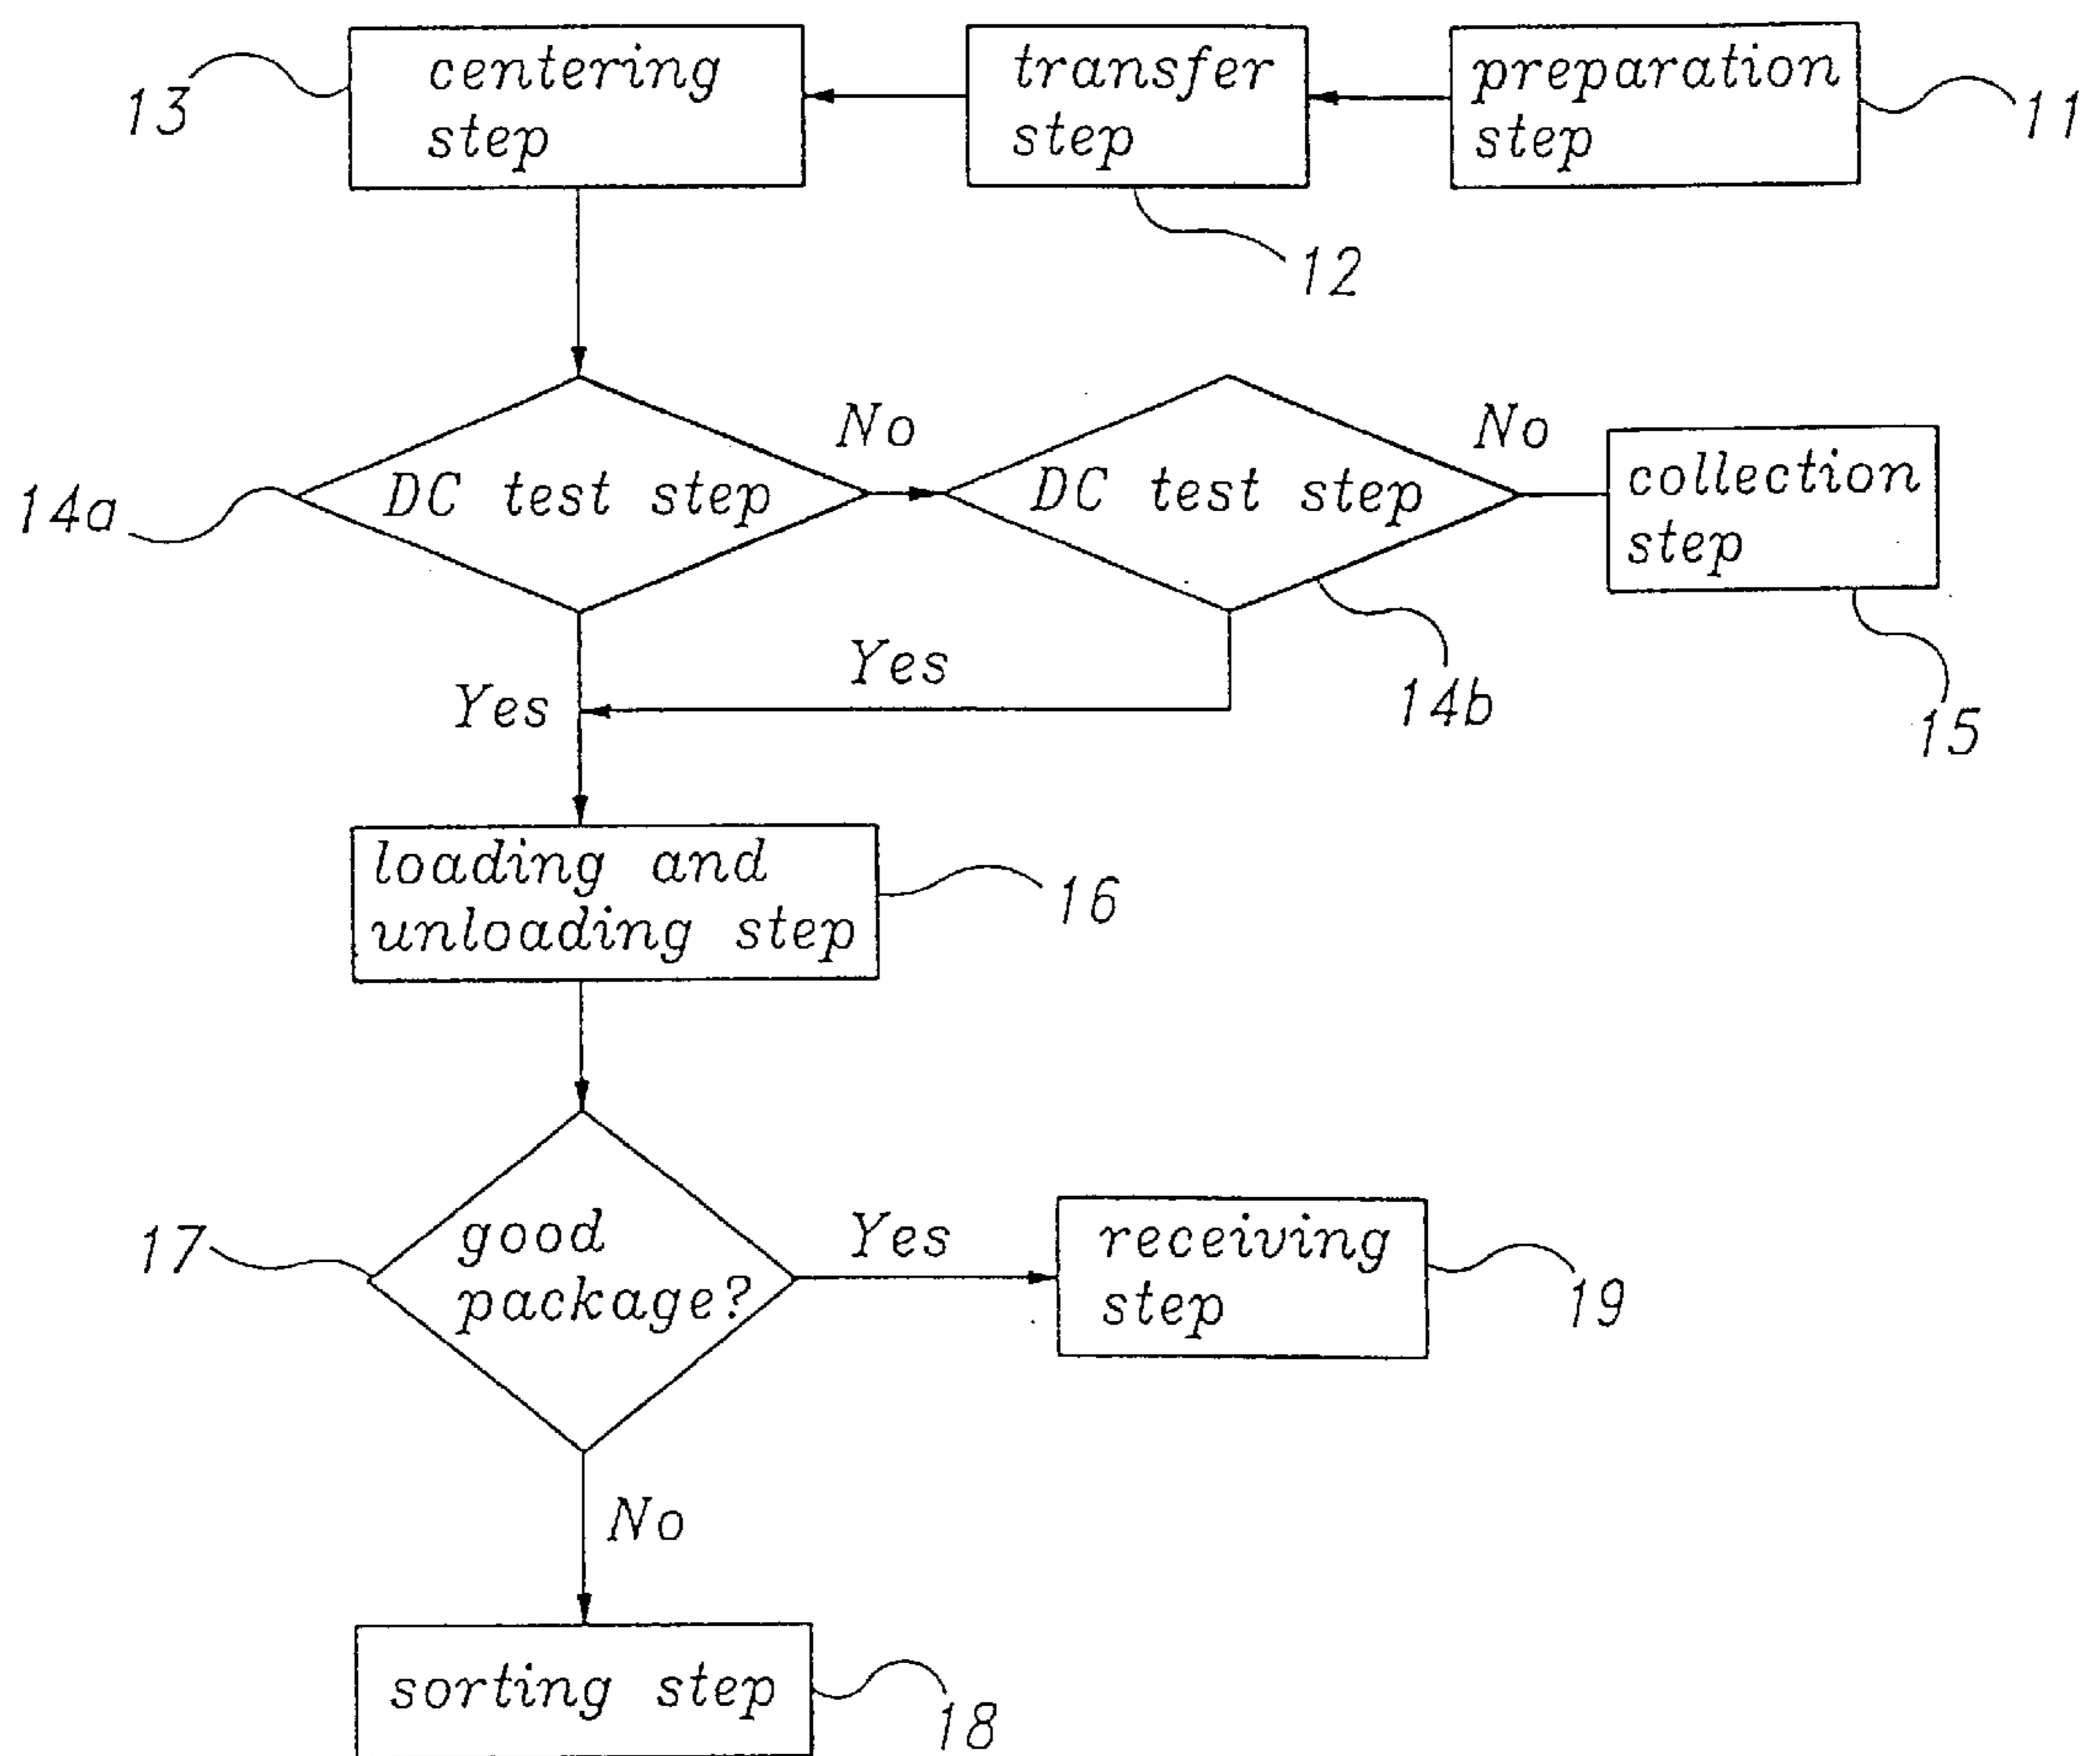 centering
step
transfer
step
preparation
step
13
11
12
DC test step
No
DC test step
No
collection
step
14a
Yes
Yes
14b
15
loading and
unloading step
16
17
good
package?
Yes
receiving
step
19
No
sorting step
18